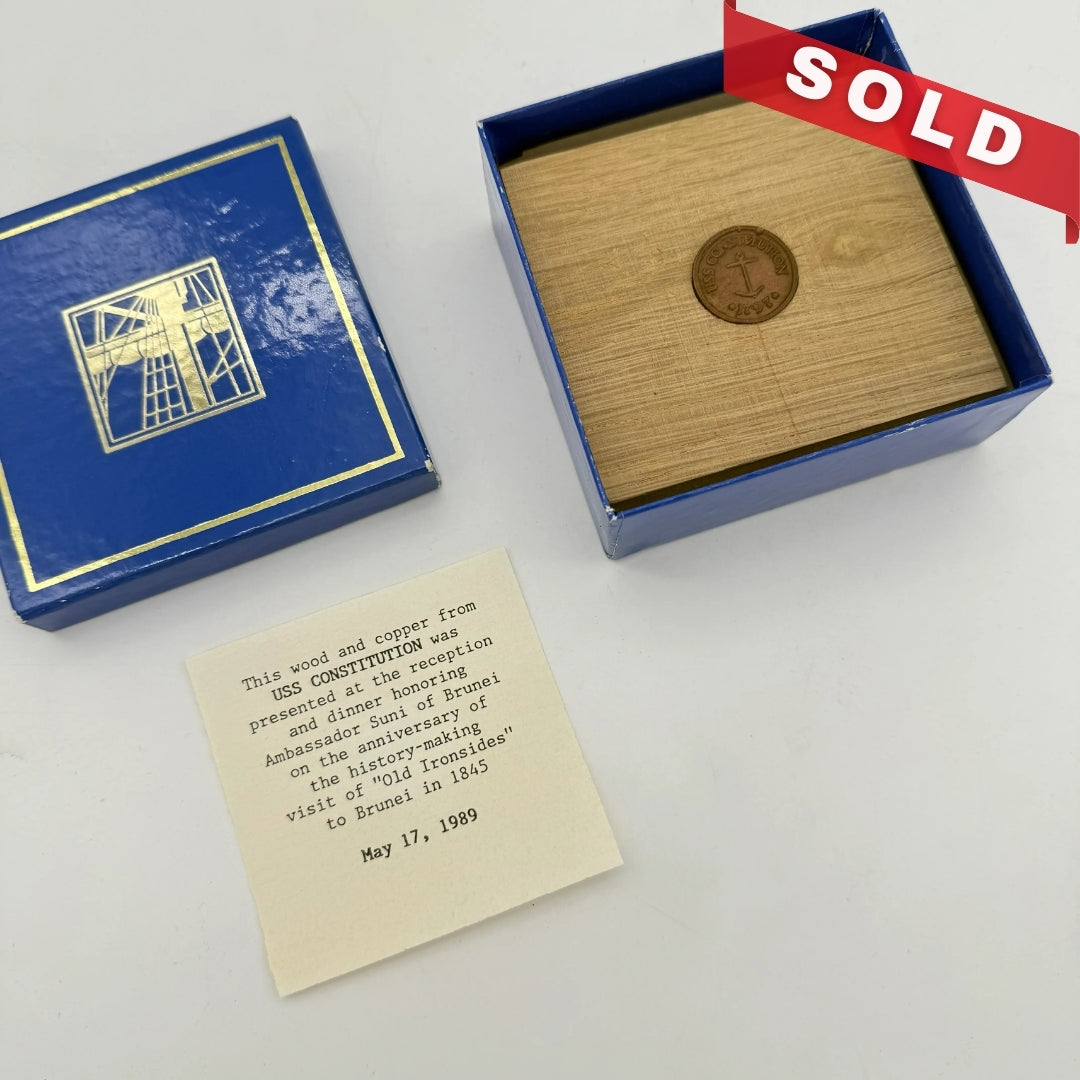 SOLD
USS CONSTITUTION
This wood and copper from
USS CONSTITUTION was
presented at the reception
and dinner honoring
Ambassador Suni of Brunei
on the anniversary of
the history-making
visit of "Old Ironsides"
to Brunei in 1845
May 17, 1989